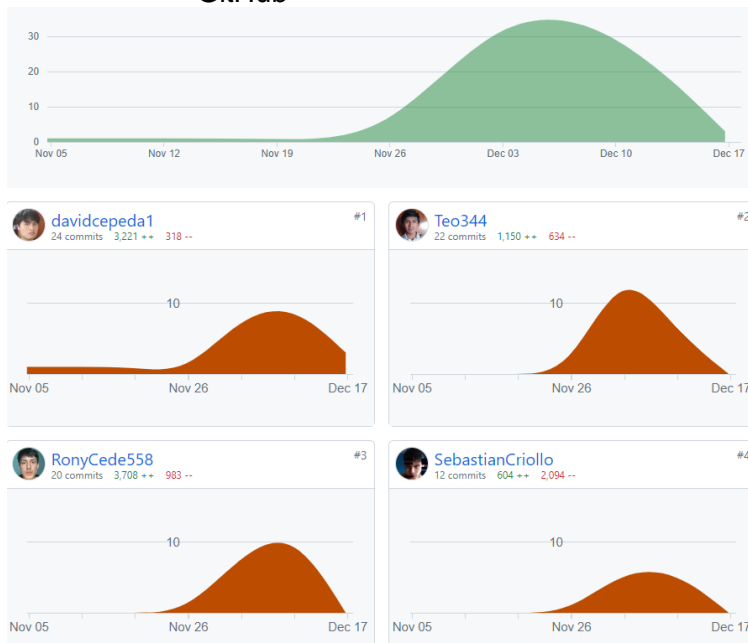 GitHub
30
20
10
0
Nov 05 Nov 12 Nov 19 Nov 26 Dec 03 Dec 10 Dec 17
davidcepeda1 #1
24 commits 3,221 ++ 318 --
10
Nov 05 Nov 26 Dec 17
Teo344 #2
22 commits 1,150 ++ 634 --
10
Nov 05 Nov 26 Dec 17
RonyCede558 #3
20 commits 3,708 ++ 983 --
10
Nov 05 Nov 26 Dec 17
SebastianCriollo #4
12 commits 604 ++ 2,094 --
10
Nov 05 Nov 26 Dec 17